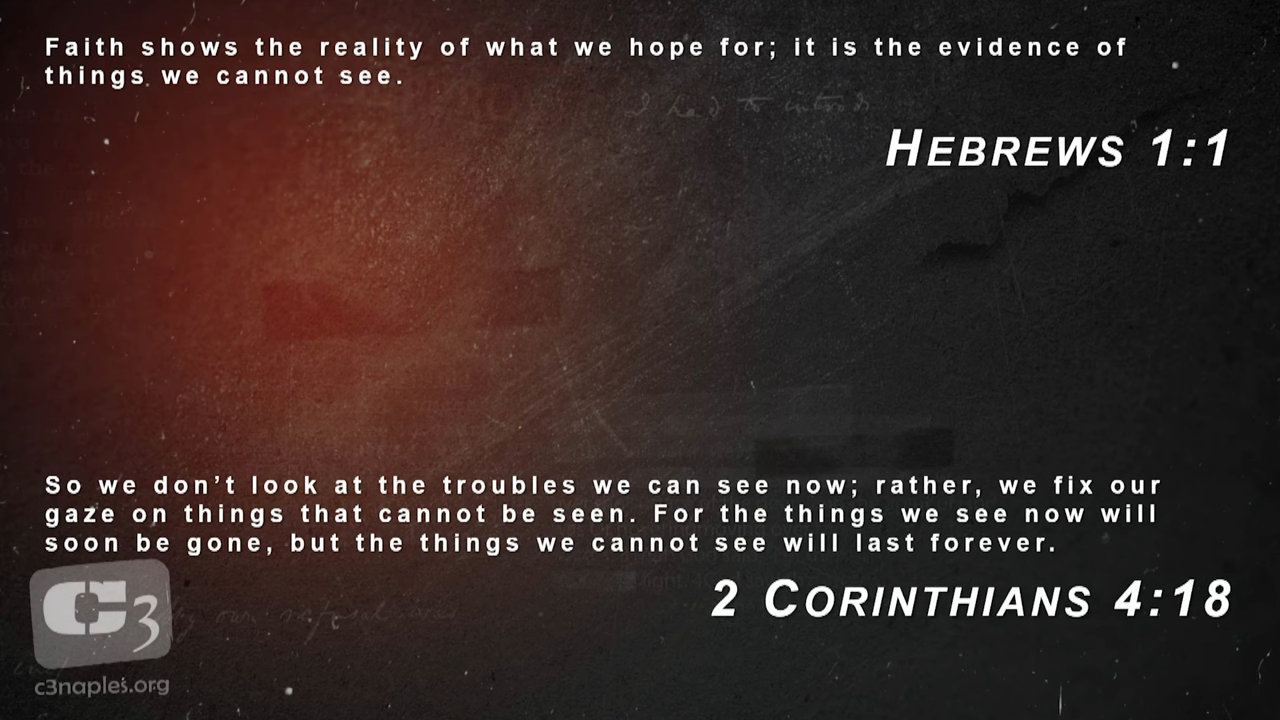 Faith shows the reality of what we hope for; it is the evidence of
things we cannot see.
HEBREWS 1:1
So we don’t look at the troubles we can see now; rather, we fix our
gaze on things that cannot be seen. For the things we see now will
soon be gone, but the things we cannot see will last forever.
2 CORINTHIANS 4:18
C3
c3naples.org